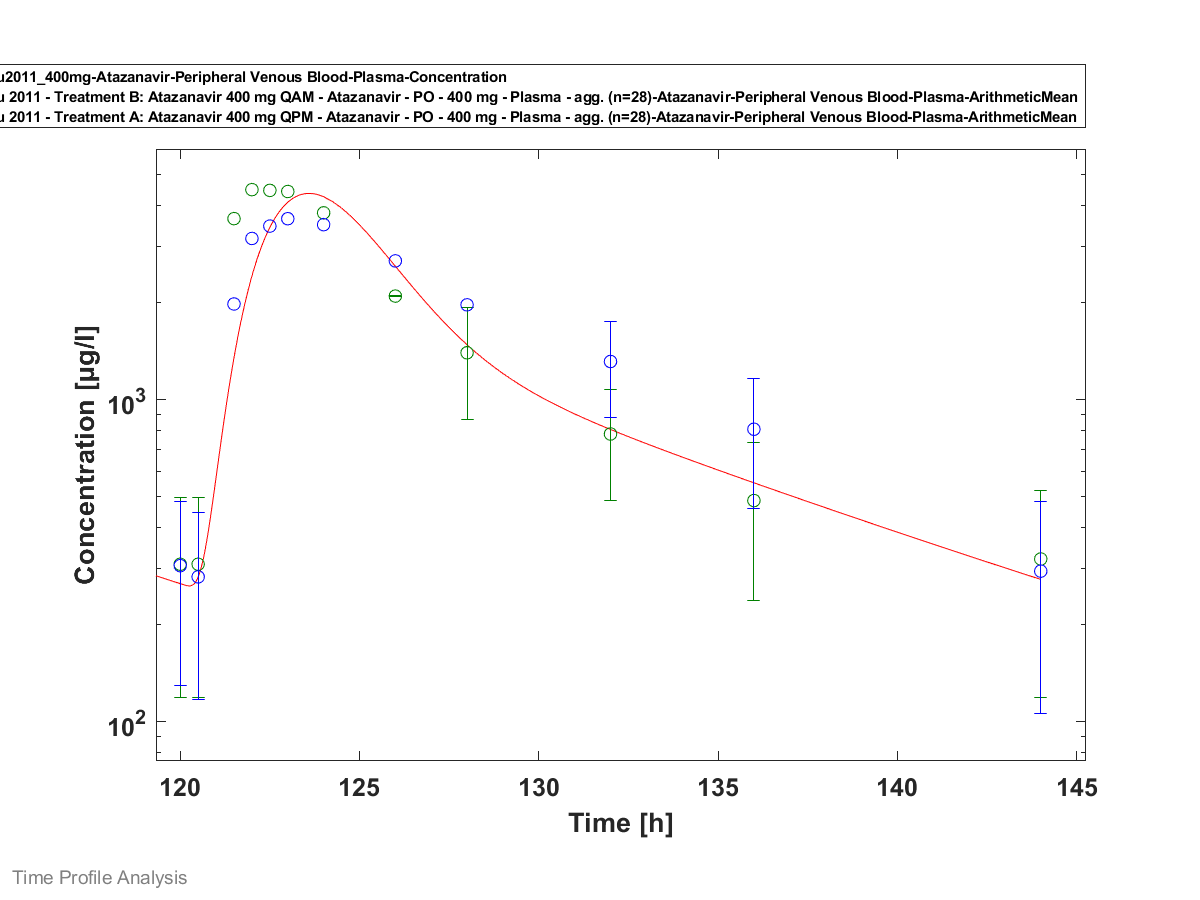 u2011_400mg-Atazanavir-Peripheral Venous Blood-Plasma-Concentration
u 2011 - Treatment B: Atazanavir 400 mg QAM - Atazanavir - PO - 400 mg - Plasma - agg. (n=28)-Atazanavir-Peripheral Venous Blood-Plasma-ArithmeticMean
u 2011 - Treatment A: Atazanavir 400 mg QPM - Atazanavir - PO - 400 mg - Plasma - agg. (n=28)-Atazanavir-Peripheral Venous Blood-Plasma-ArithmeticMean
Concentration [µg/l]
10³
10²
120 125 130 135 140 145
Time [h]
Time Profile Analysis